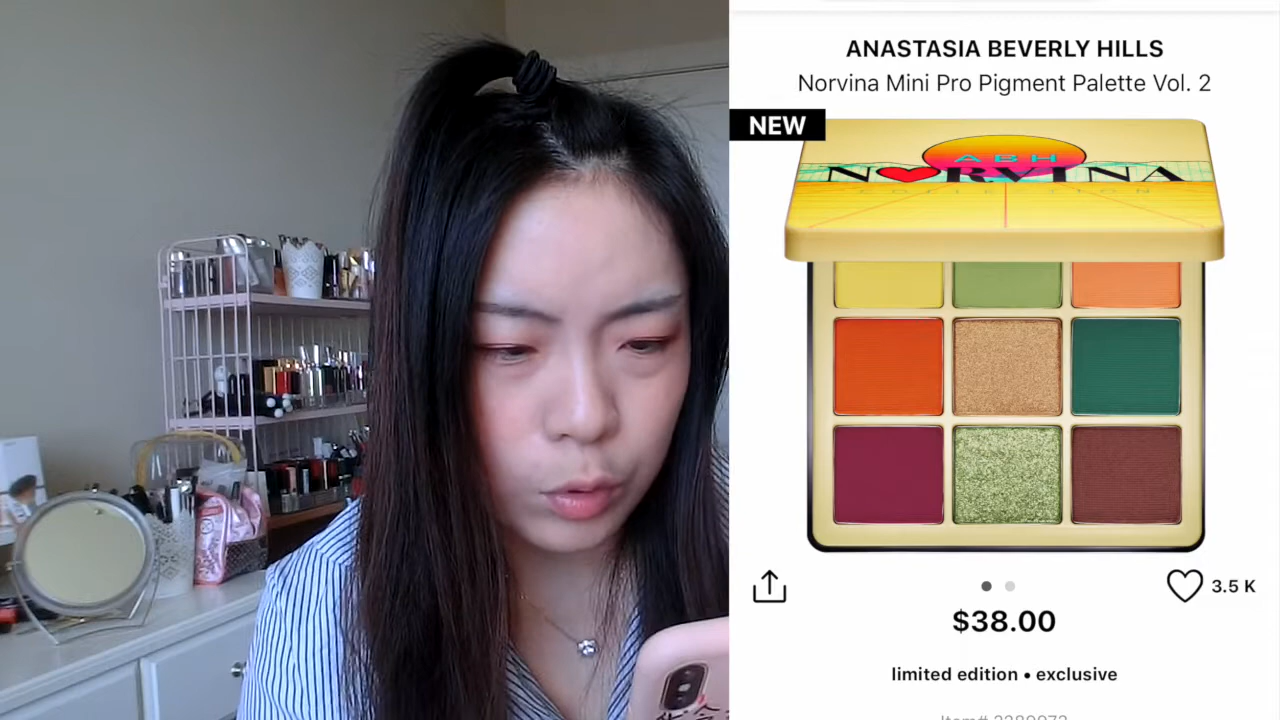 ANASTASIA BEVERLY HILLS
Norvina Mini Pro Pigment Palette Vol. 2
NEW
ABH
NORVINA
COLLECTION
3.5 K
$38.00
limited edition • exclusive